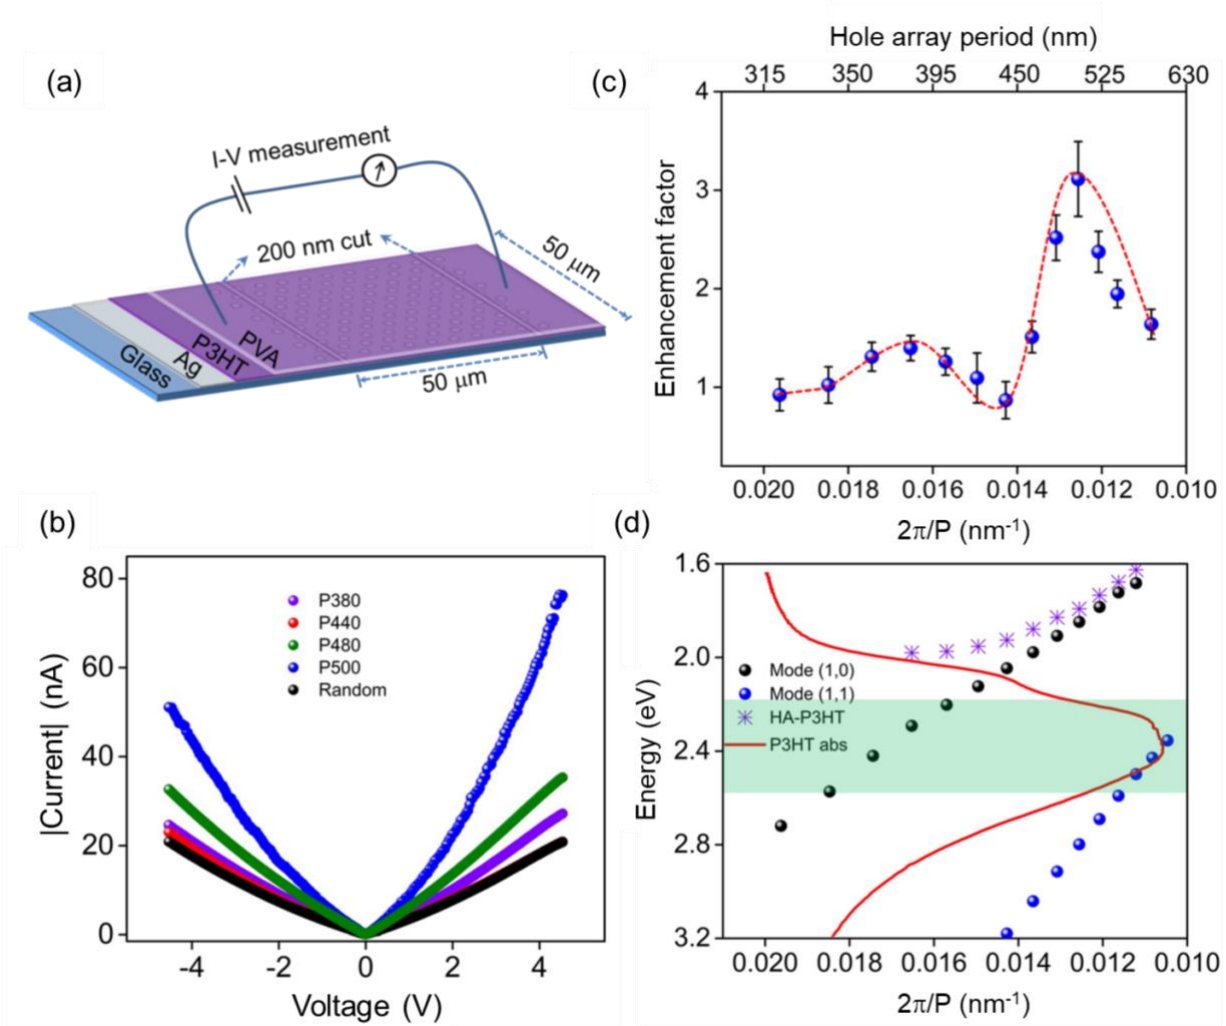 (a)
I-V measurement
200 nm cut
50 μm
PVA
P3HT
Ag
Glass
50 μm
(c)
Hole array period (nm)
315 350 395 450 525 630
4
3
2
1
Enhancement factor
0.020 0.018 0.016 0.014 0.012 0.010
2π/P (nm⁻¹)
(b)
80
60
40
20
0
|Current| (nA)
P380
P440
P480
P500
Random
-4 -2 0 2 4
Voltage (V)
(d)
1.6
2.0
2.4
2.8
3.2
Energy (eV)
Mode (1,0)
Mode (1,1)
HA-P3HT
P3HT abs
0.020 0.018 0.016 0.014 0.012 0.010
2π/P (nm⁻¹)